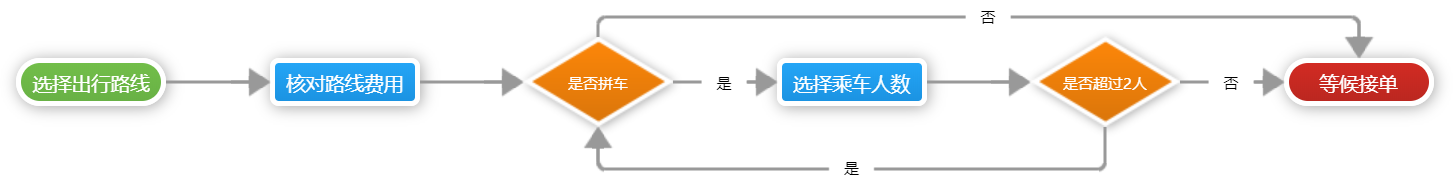 否
选择出行路线
核对路线费用
是否拼车
是
选择乘车人数
是否超过2人
否
等候接单
是